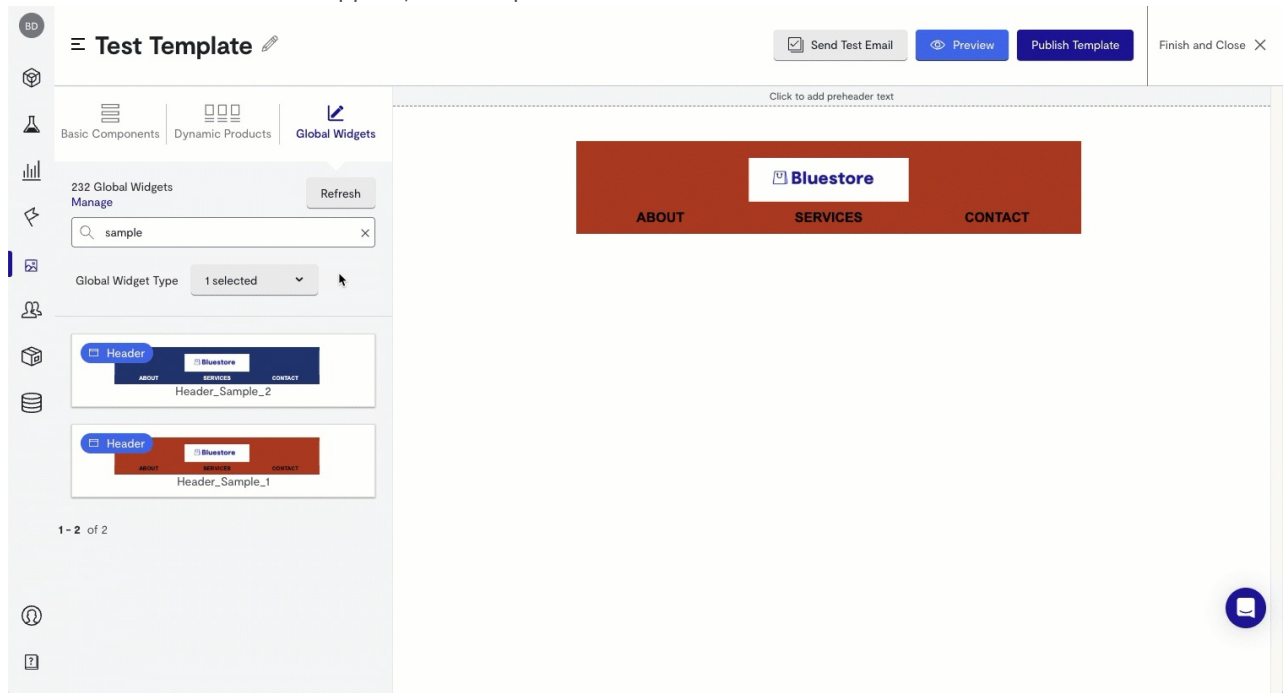 BD
Test Template
Send Test Email
Preview
Publish Template
Finish and Close
Basic Components
Dynamic Products
Global Widgets
232 Global Widgets
Manage
Refresh
sample
Global Widget Type
1 selected
Header
Bluestore
ABOUT SERVICES CONTACT
Header_Sample_2
Header
Bluestore
ABOUT SERVICES CONTACT
Header_Sample_1
1 - 2 of 2
Click to add preheader text
Bluestore
ABOUT SERVICES CONTACT